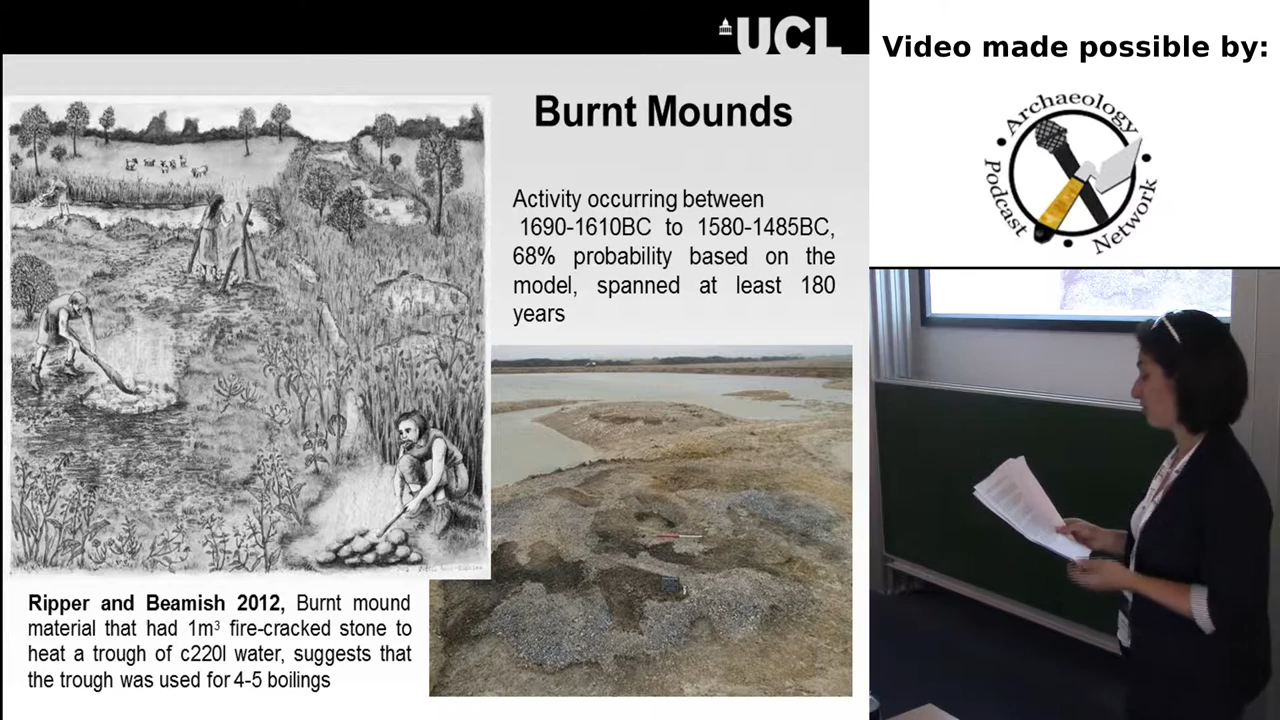 UCL
Burnt Mounds
Activity occurring between
1690-1610BC to 1580-1485BC,
68% probability based on the
model, spanned at least 180
years
Ripper and Beamish 2012, Burnt mound
material that had 1m³ fire-cracked stone to
heat a trough of c220l water, suggests that
the trough was used for 4-5 boilings
Video made possible by:
Archaeology
Podcast
Network